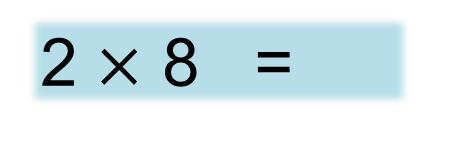 2 × 8 =